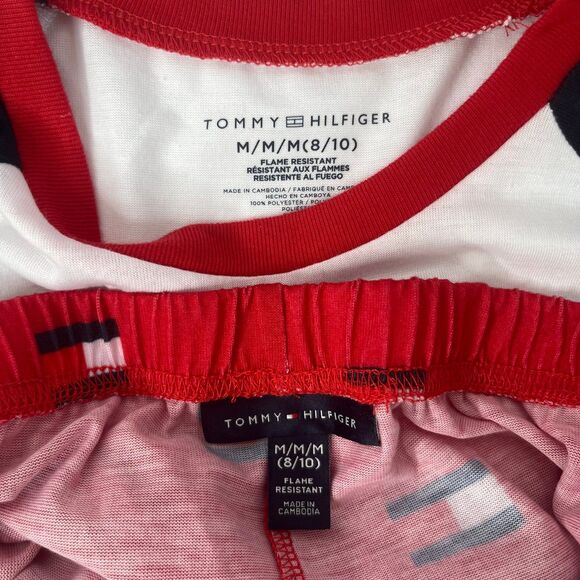 TOMMY HILFIGER
M/M/M(8/10)
FLAME RESISTANT
RÉSISTANT AUX FLAMMES
RESISTENTE AL FUEGO
MADE IN CAMBODIA / FABRIQUÉ EN
HECHO EN CAMBOYA
100% POLYESTER /
TOMMY HILFIGER
M/M/M
(8/10)
FLAME
RESISTANT
MADE IN
CAMBODIA